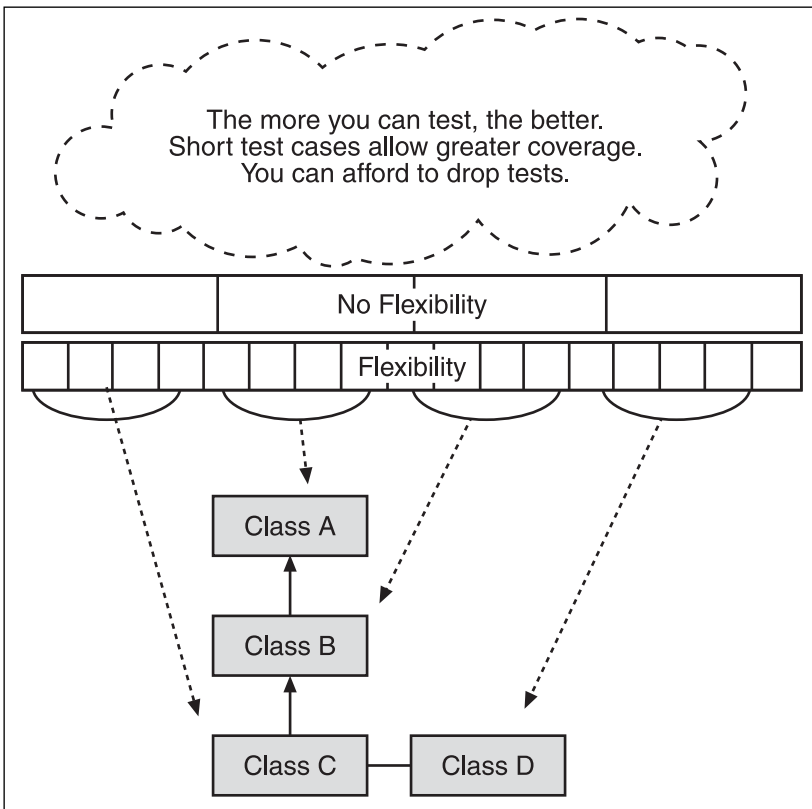 The more you can test, the better.
Short test cases allow greater coverage.
You can afford to drop tests.
No Flexibility
Flexibility
Class A
Class B
Class C
Class D